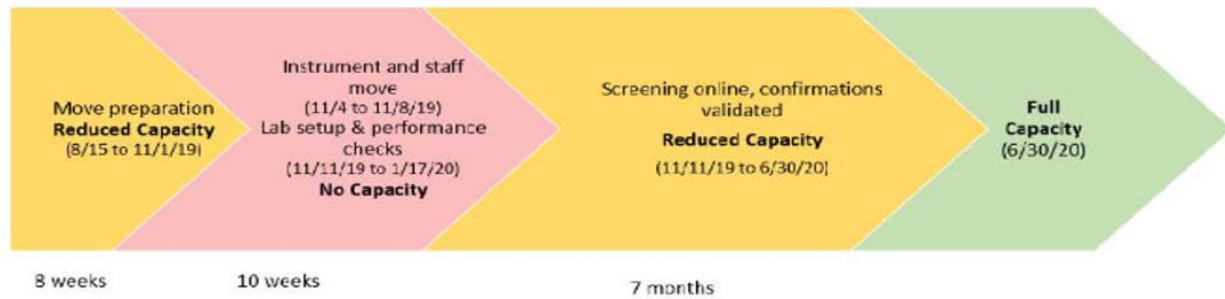 Move preparation
Reduced Capacity
(8/15 to 11/1/19)
Instrument and staff
move
(11/4 to 11/8/19)
Lab setup & performance
checks
(11/11/19 to 1/17/20)
No Capacity
Screening online, confirmations
validated
Reduced Capacity
(11/11/19 to 6/30/20)
Full
Capacity
(6/30/20)
8 weeks
10 weeks
7 months